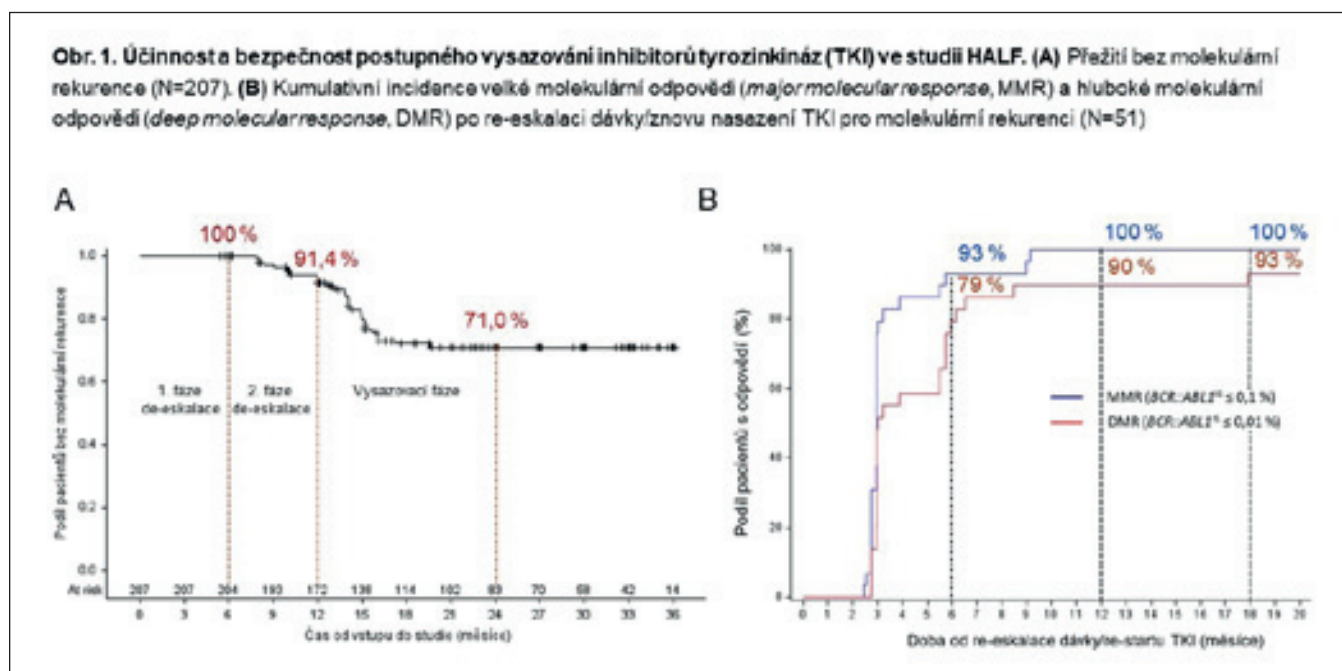 Obr. 1. Účinnost a bezpečnost postupného vysazování inhibitorů tyrozinkináz (TKI) ve studii HALF. (A) Přežití bez molekulární
rekurence (N=207). (B) Kumulativní incidence velké molekulární odpovědi (major molecular response, MMR) a hluboké molekulární
odpovědi (deep molecular response, DMR) po re-eskalaci dávky/znovu nasazení TKI pro molekulární rekurenci (N=51)
A
Podíl pacientů bez molekulární rekurence
1.0
0.8
0.6
0.4
0.2
0.0
100 %
91,4 %
71,0 %
1. fáze
de-eskalace
2. fáze
de-eskalace
Vysazovací fáze
At risk 207 207 204 193 172 138 114 102 70 42 14
0 3 6 9 12 15 18 21 24 27 30 33 36
Čas od vstupu do studie (měsíce)
B
Podíl pacientů s odpovědí (%)
100
80
60
40
20
0
93 %
79 %
100 %
90 %
100 %
93 %
MMR (BCR::ABL1 ≤ 0,1 %)
DMR (BCR::ABL1 ≤ 0,01 %)
0 1 2 3 4 5 6 7 8 9 10 11 12 13 14 15 16 17 18 19 20
Doba od re-eskalace dávky/re-startu TKI (měsíce)